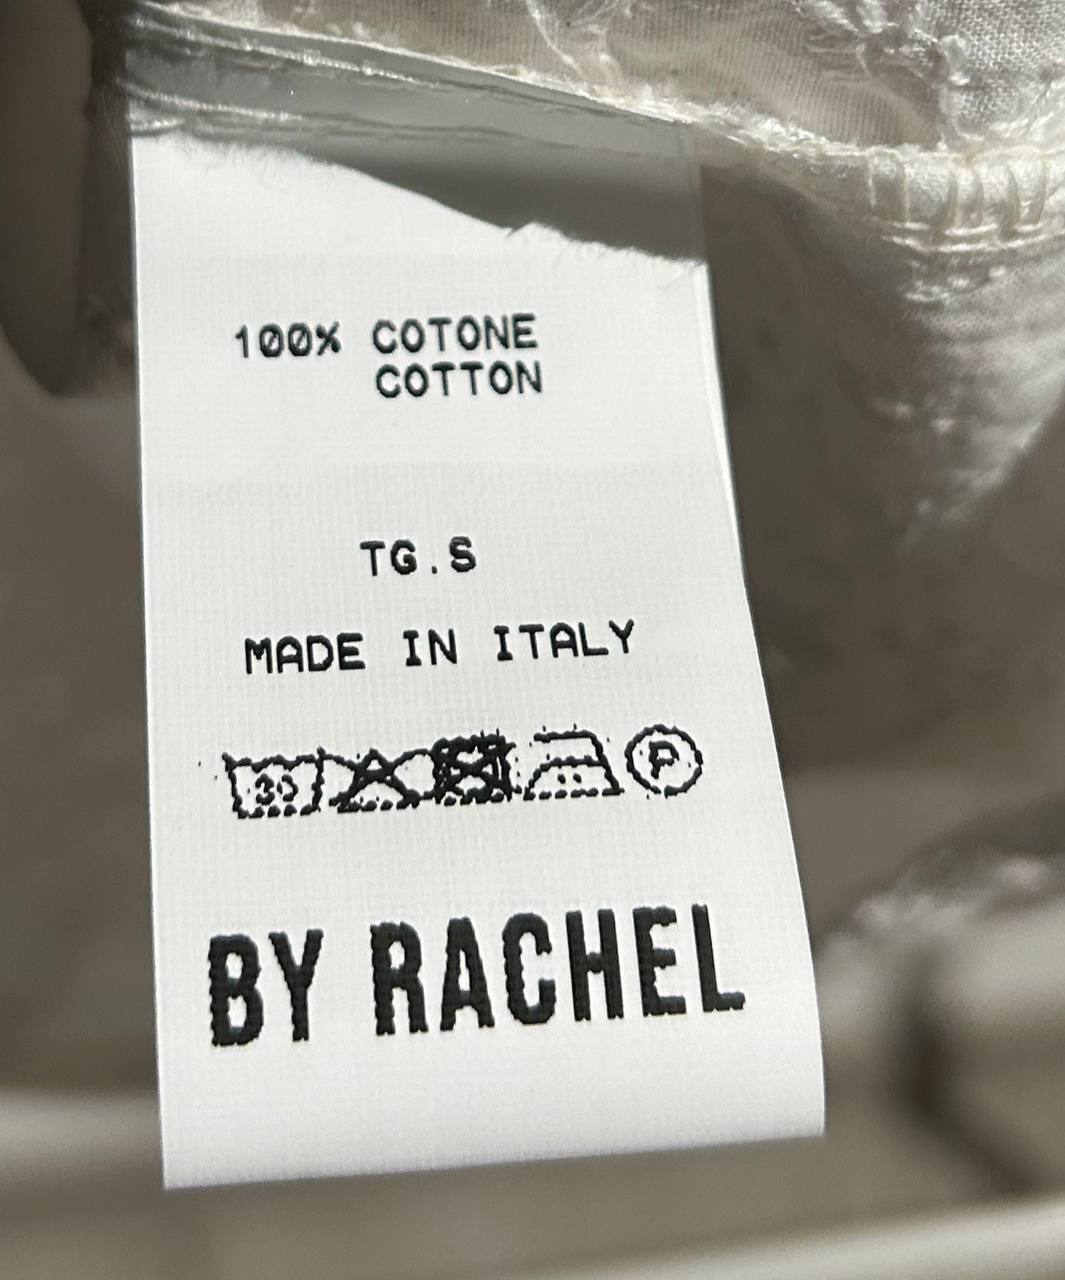 100% COTONE
COTTON
TG.S
MADE IN ITALY
30 P
BY RACHEL